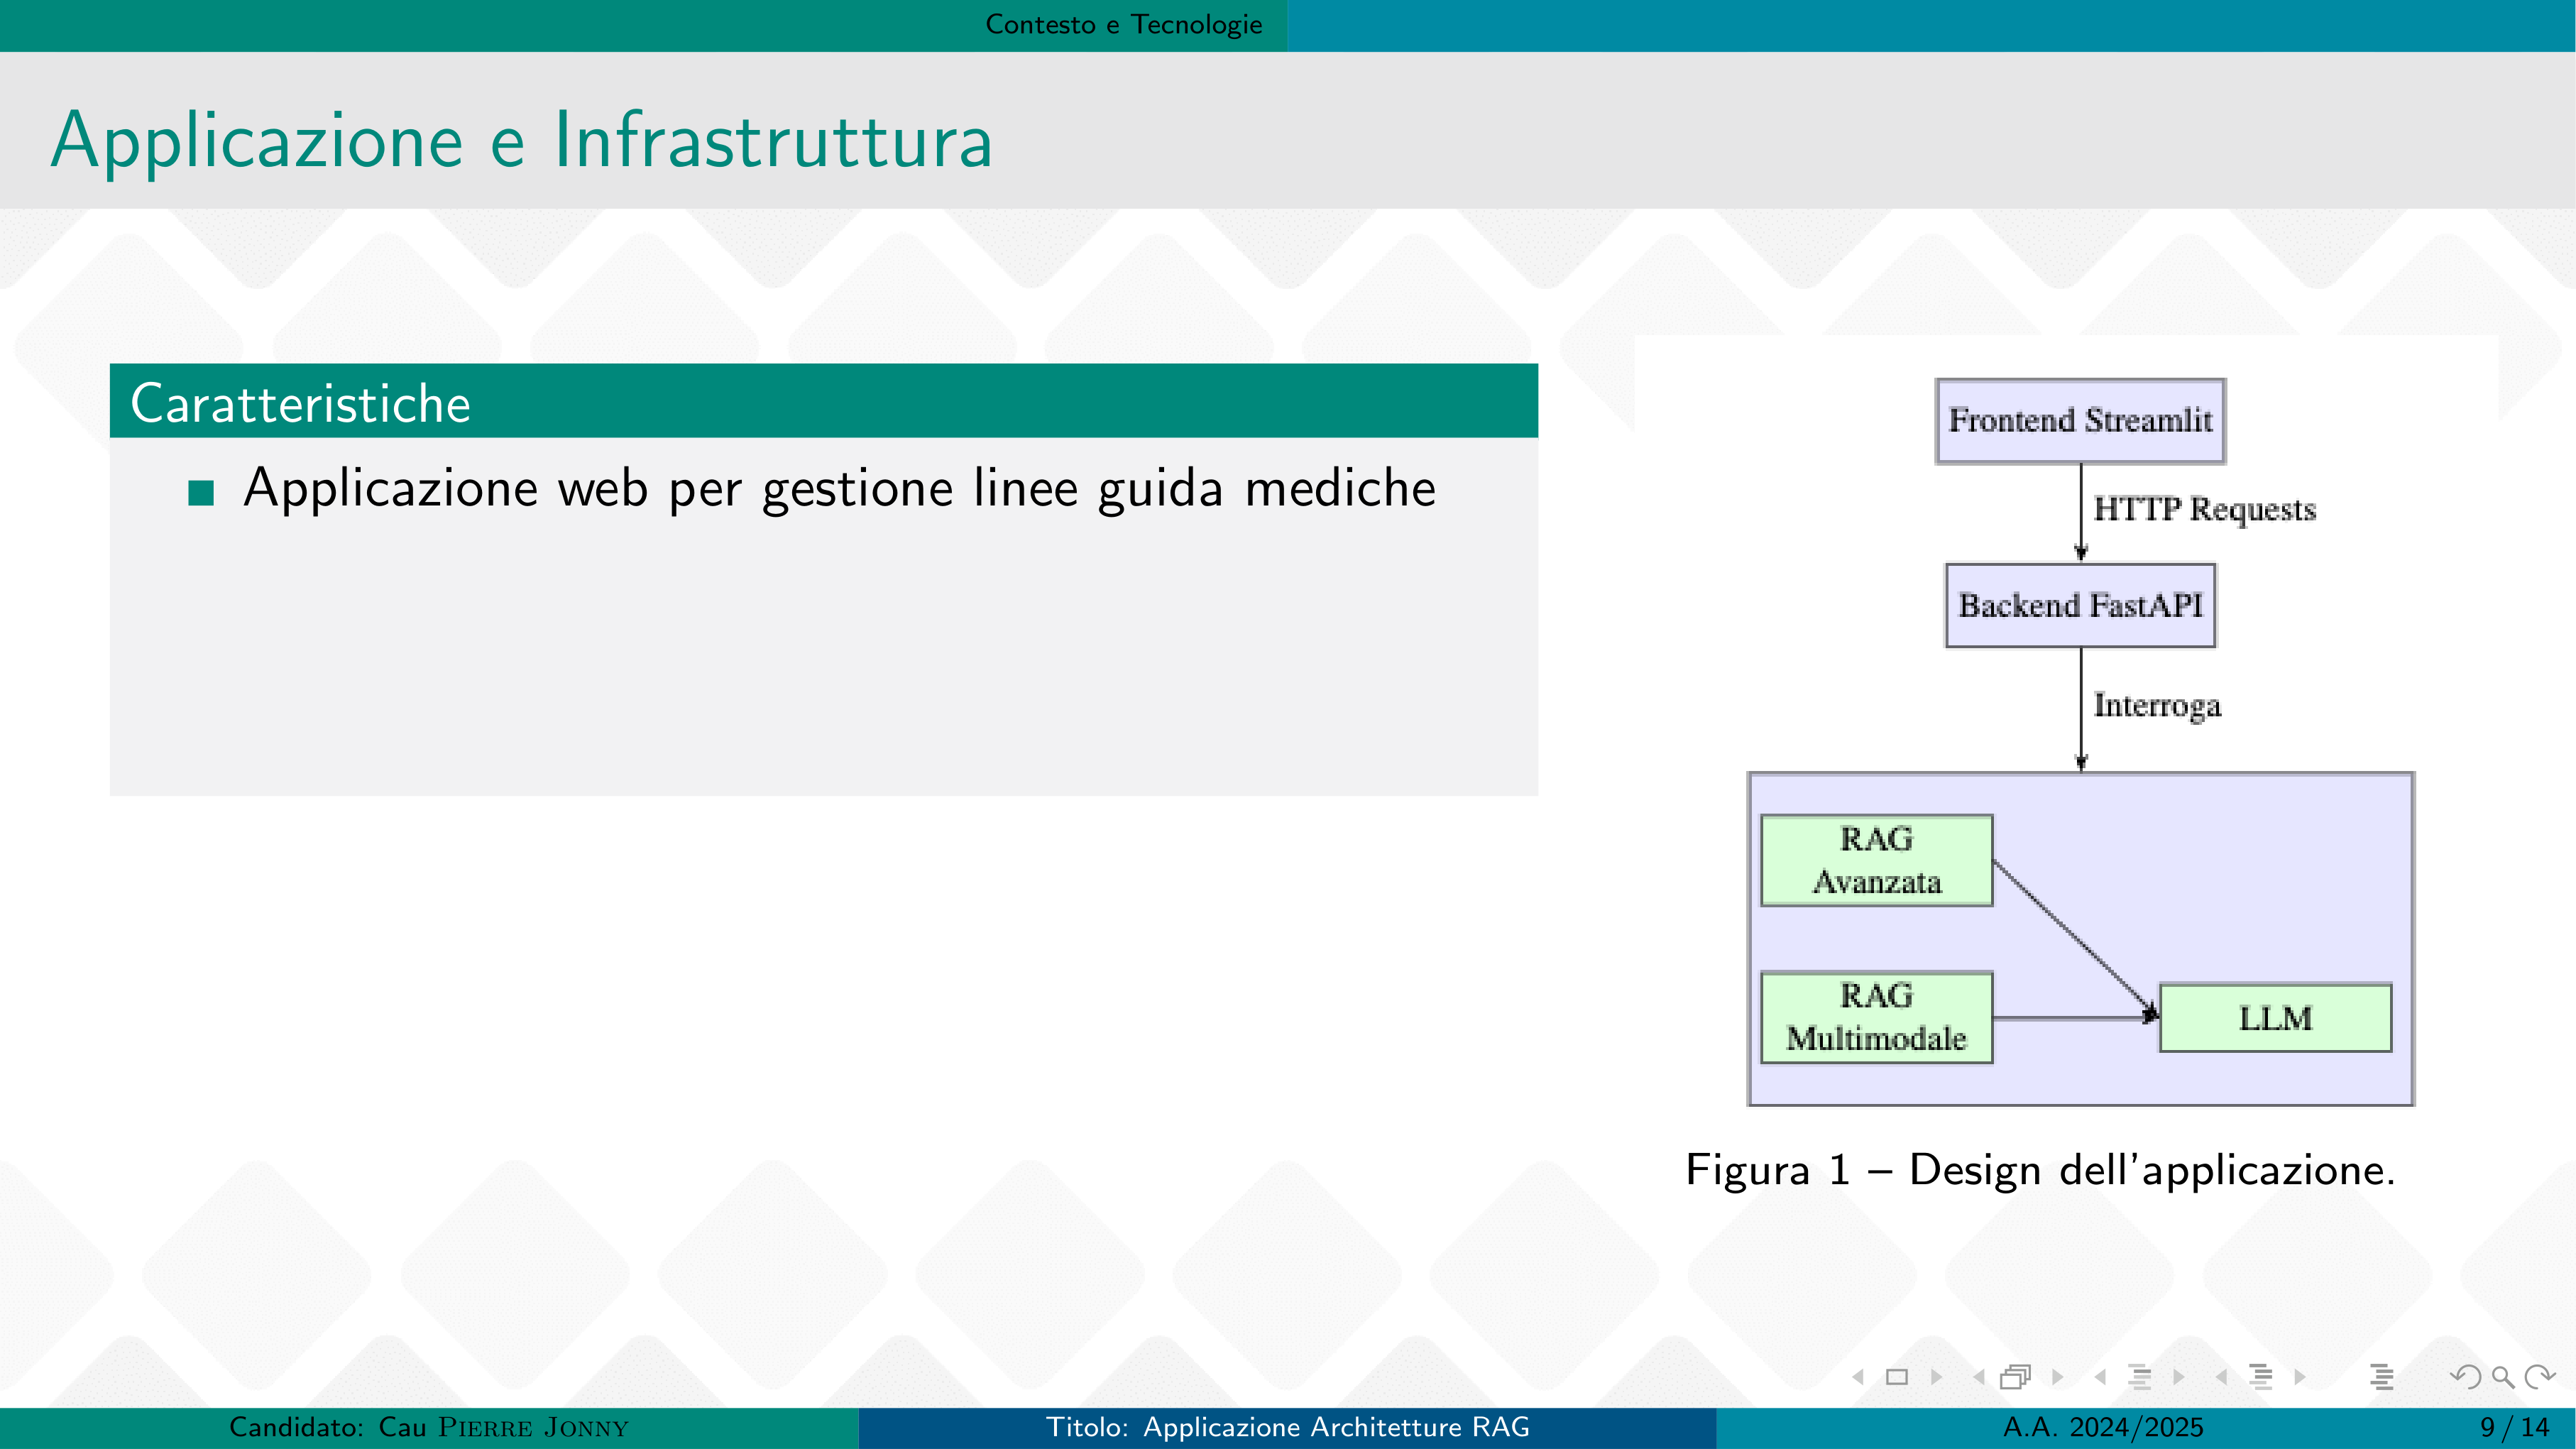 Contesto e Tecnologie
Applicazione e Infrastruttura
Caratteristiche
Applicazione web per gestione linee guida mediche
Frontend Streamlit
HTTP Requests
Backend FastAPI
Interroga
RAG
Avanzata
RAG
Multimodale
LLM
Figura 1 – Design dell'applicazione.
Candidato: Cau Pierre Jonny
Titolo: Applicazione Architetture RAG
A.A. 2024/2025
9 / 14